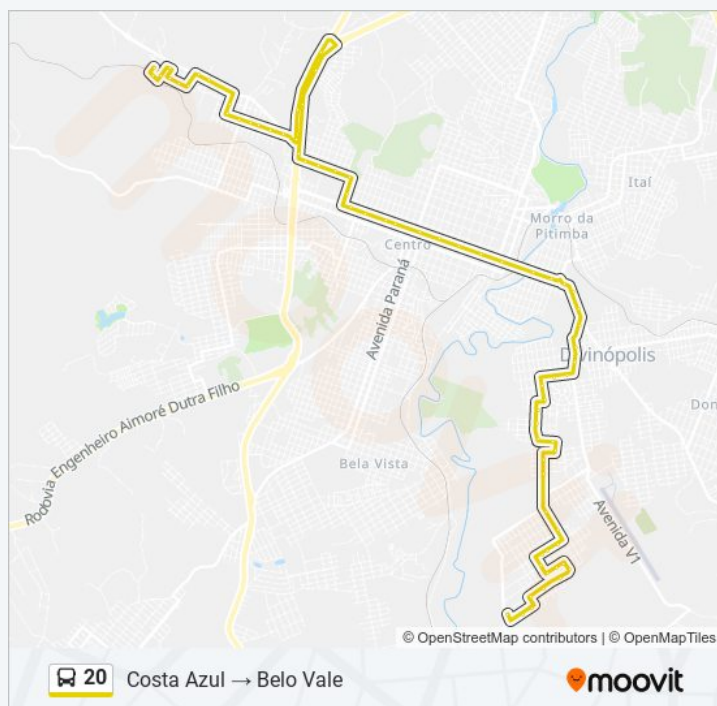 Itaí
Morro da
Pitimba
Centro
Avenida Paraná
Divinópolis
Rodovia Engenheiro Aimoré Dutra Filho
Don
Bela Vista
Avenida V1
© OpenStreetMap contributors | © OpenMapTiles
20 Costa Azul → Belo Vale moovit